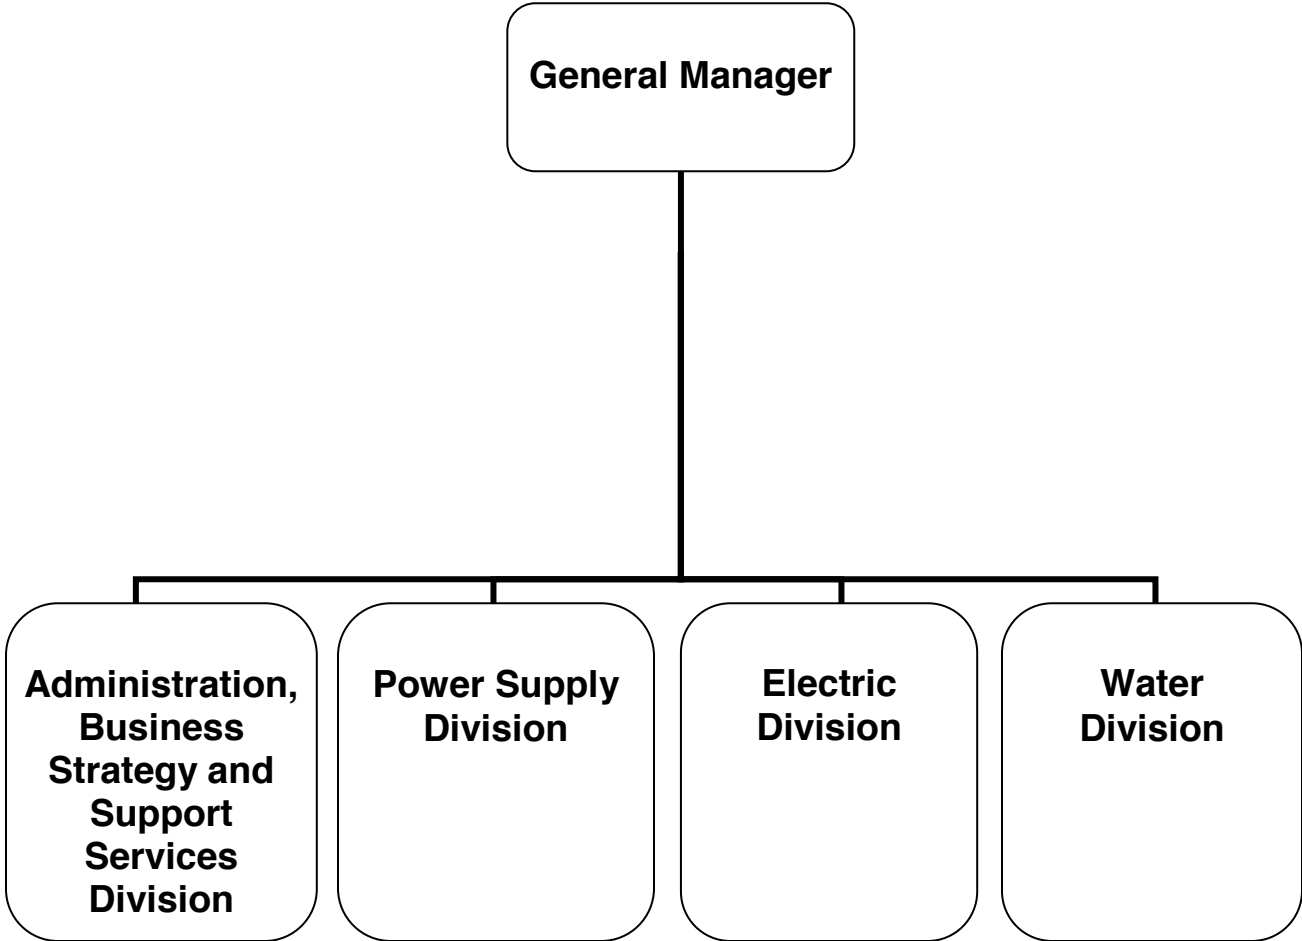 General Manager
Administration,
Business
Strategy and
Support
Services
Division
Power Supply
Division
Electric
Division
Water
Division